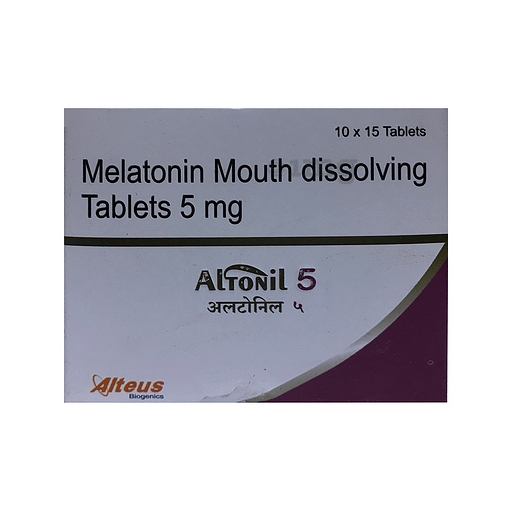 10 x 15 Tablets
Melatonin Mouth dissolving
Tablets 5 mg
ALTONIL 5
अलटोनिल ५
Alteus
Biogenics